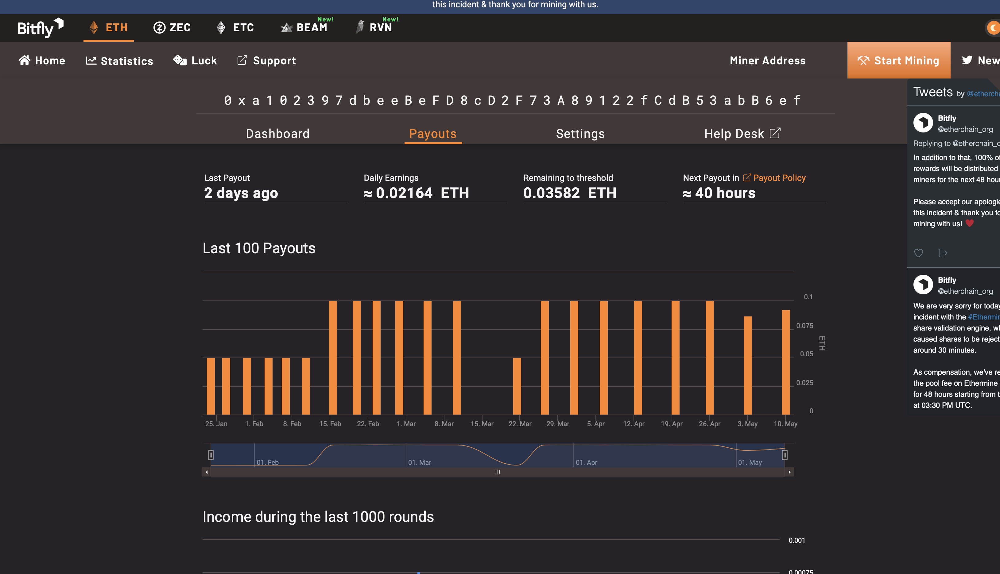 this incident & thank you for mining with us.
Bitfly ETH ZEC ETC BEAM New! RVN New!
Home Statistics Luck Support Miner Address Start Mining New
0xa102397dbeeBeFD8cD2F73A89122fCdB53abB6ef
Dashboard Payouts Settings Help Desk
Last Payout
2 days ago
Daily Earnings
≈ 0.02164 ETH
Remaining to threshold
0.03582 ETH
Next Payout in Payout Policy
≈ 40 hours
Last 100 Payouts
0.1
0.075
0.05
0.025
0
ETH
25. Jan 1. Feb 8. Feb 15. Feb 22. Feb 1. Mar 8. Mar 15. Mar 22. Mar 29. Mar 5. Apr 12. Apr 19. Apr 26. Apr 3. May 10. May
01. Feb 01. Mar 01. Apr 01. May
Income during the last 1000 rounds
0.001
0.00075
Tweets by @ethercha
Bitfly
@etherchain_org
Replying to @etherchain_o
In addition to that, 100% of
rewards will be distributed
miners for the next 48 hour
Please accept our apologie
this incident & thank you fo
mining with us!
Bitfly
@etherchain_org
We are very sorry for today
incident with the #Ethermin
share validation engine, wh
caused shares to be reject
around 30 minutes.
As compensation, we've re
the pool fee on Ethermine
for 48 hours starting from t
at 03:30 PM UTC.